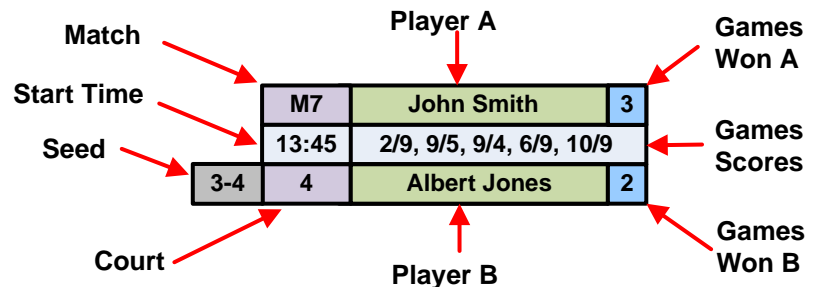 Player A
Match
Games
Won A
Start Time
M7 John Smith 3
13:45 2/9, 9/5, 9/4, 6/9, 10/9
Games
Scores
Seed
3-4 4 Albert Jones 2
Court
Player B
Games
Won B